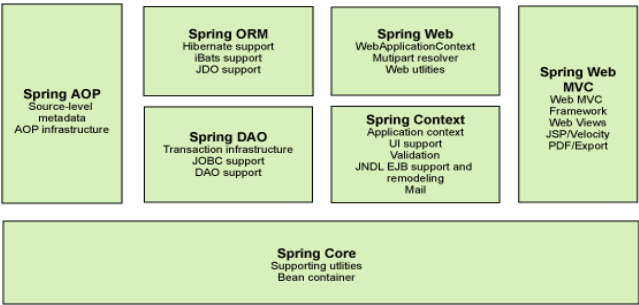 Spring AOP
Source-level
metadata
AOP infrastructure
Spring ORM
Hibernate support
iBats support
JDO support
Spring DAO
Transaction infrastructure
JOBC support
DAO support
Spring Web
WebApplicationContext
Mutipart resolver
Web utlities
Spring Context
Application context
UI support
Validation
JNDL EJB support and
remodeling
Mail
Spring Web
MVC
Web MVC
Framework
Web Views
JSP/Velocity
PDF/Export
Spring Core
Supporting utlities
Bean container